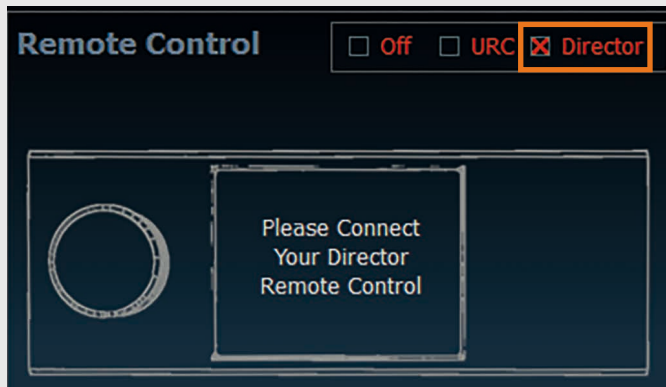 Remote Control
Off URC Director
Please Connect
Your Director
Remote Control